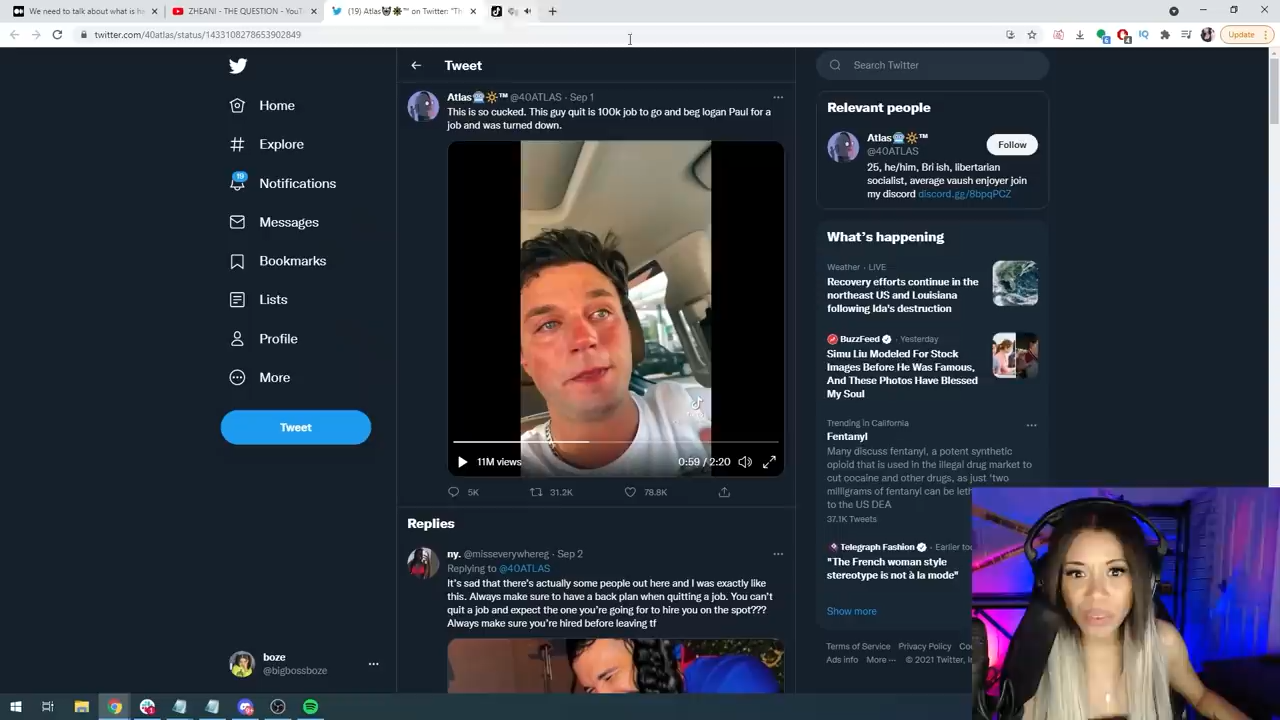 We need to talk about what is ha
ZHEANI - THE QUESTION - YouT
(19) Atlas ™ on Twitter: "Th
twitter.com/40atlas/status/1433108278653902849
Update
Home
Explore
19
Notifications
Messages
Bookmarks
Lists
Profile
More
Tweet
boze
@bigbossboze
Tweet
Atlas ™ @40ATLAS · Sep 1
This is so cucked. This guy quit is 100k job to go and beg logan Paul for a
job and was turned down.
11M views
0:59 / 2:20
5K
31.2K
78.8K
Replies
ny. @misseverywhereg · Sep 2
Replying to @40ATLAS
It's sad that there's actually some people out here and I was exactly like
this. Always make sure to have a back plan when quitting a job. You can't
quit a job and expect the one you're going for to hire you on the spot???
Always make sure you're hired before leaving tf
Search Twitter
Relevant people
Atlas ™
@40ATLAS
Follow
25, he/him, Bri ish, libertarian
socialist, average vaush enjoyer join
my discord discord.gg/8bpqPCZ
What's happening
Weather · LIVE
Recovery efforts continue in the
northeast US and Louisiana
following Ida's destruction
BuzzFeed · Yesterday
Simu Liu Modeled For Stock
Images Before He Was Famous,
And These Photos Have Blessed
My Soul
Trending in California
Fentanyl
Many discuss fentanyl, a potent synthetic
opioid that is used in the illegal drug market to
cut cocaine and other drugs, as just 'two
milligrams of fentanyl can be leth
to the US DEA
37.1K Tweets
Telegraph Fashion · Earlier to
"The French woman style
stereotype is not à la mode"
Show more
Terms of Service Privacy Policy Coo
Ads info More ··· © 2021 Twitter, I